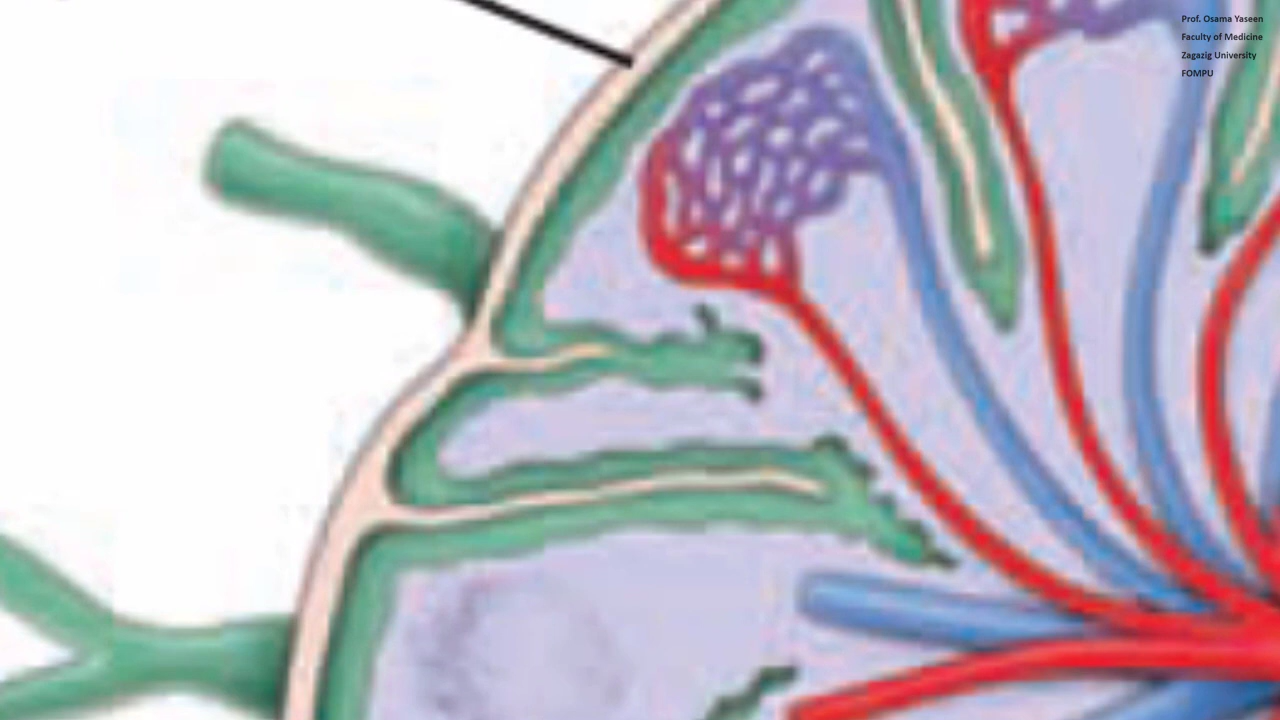 Prof. Osama Yaseen
Faculty of Medicine
Zagazig University
FOMPU